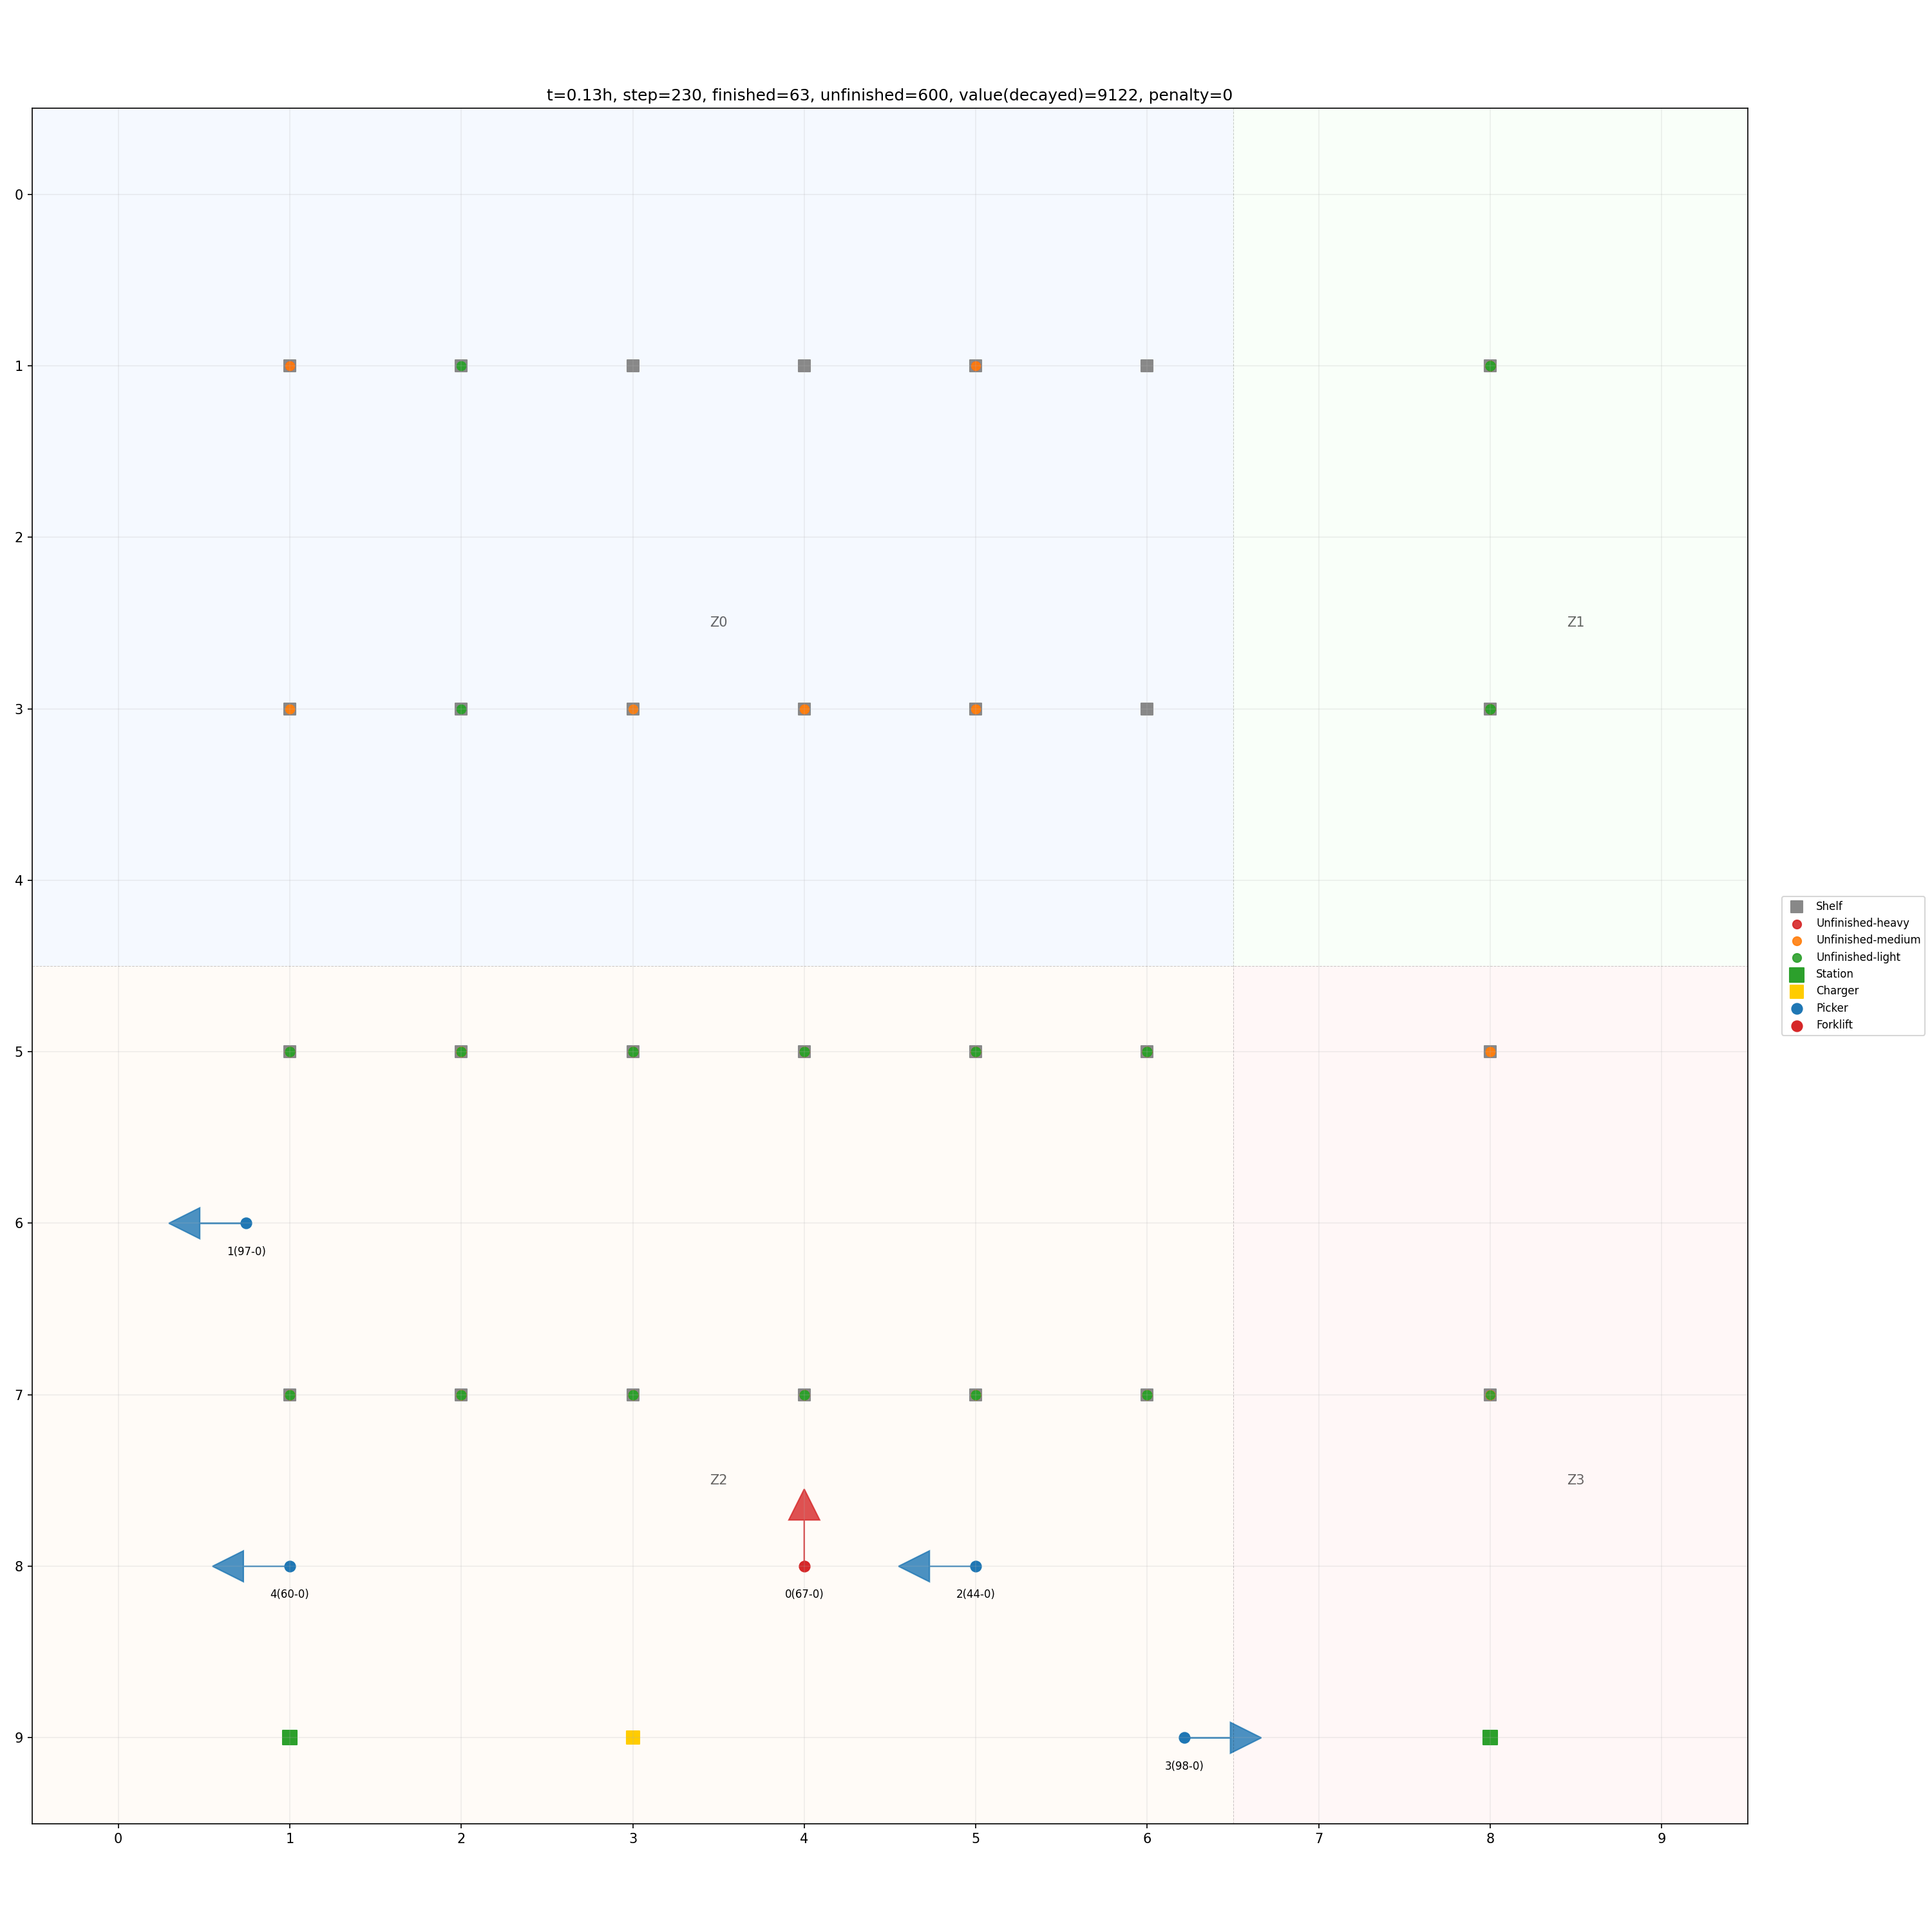 t=0.13h, step=230, finished=63, unfinished=600, value(decayed)=9122, penalty=0
0
1
2
Z0
Z1
3
4
Shelf
Unfinished-heavy
Unfinished-medium
Unfinished-light
Station
Charger
Picker
Forklift
5
6
1(97-0)
7
Z2
Z3
8
4(60-0)
0(67-0)
2(44-0)
9
3(98-0)
0 1 2 3 4 5 6 7 8 9